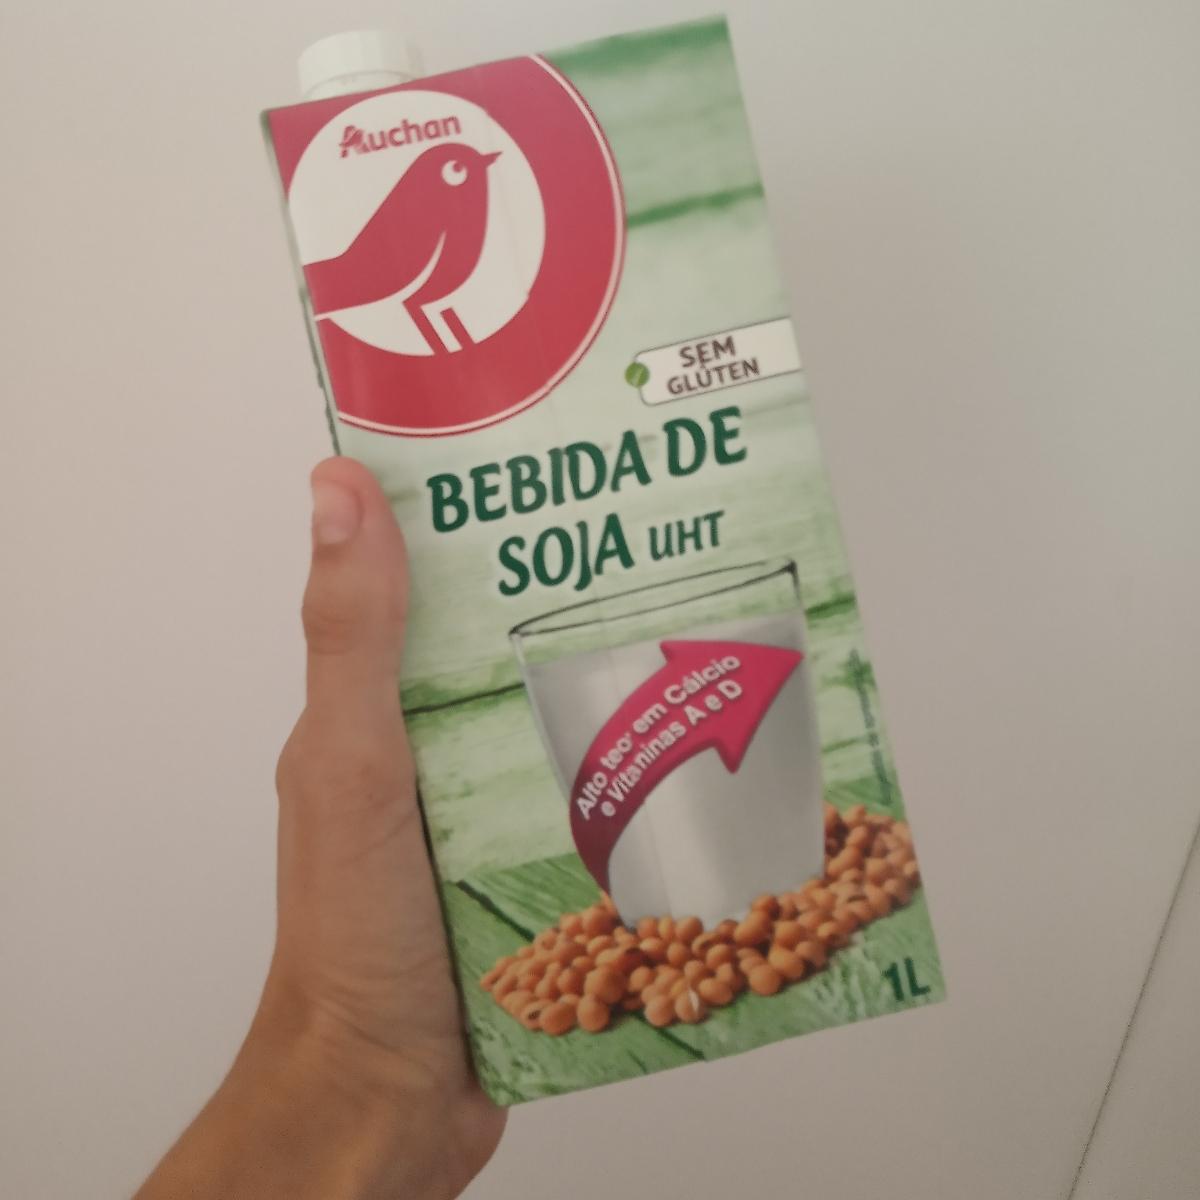 Auchan
SEM
GLÚTEN
BEBIDA DE
SOJA UHT
Alto teor em Cálcio
e Vitaminas A e D
1L